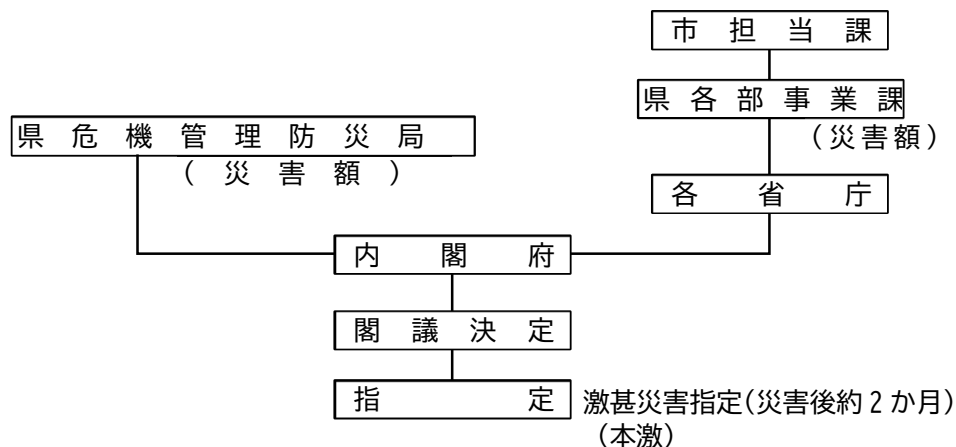 市担当課
県各部事業課
(災害額)
県危機管理防災局
(災害額)
各省庁
内閣府
閣議決定
指定
激甚災害指定(災害後約2か月)
(本激)